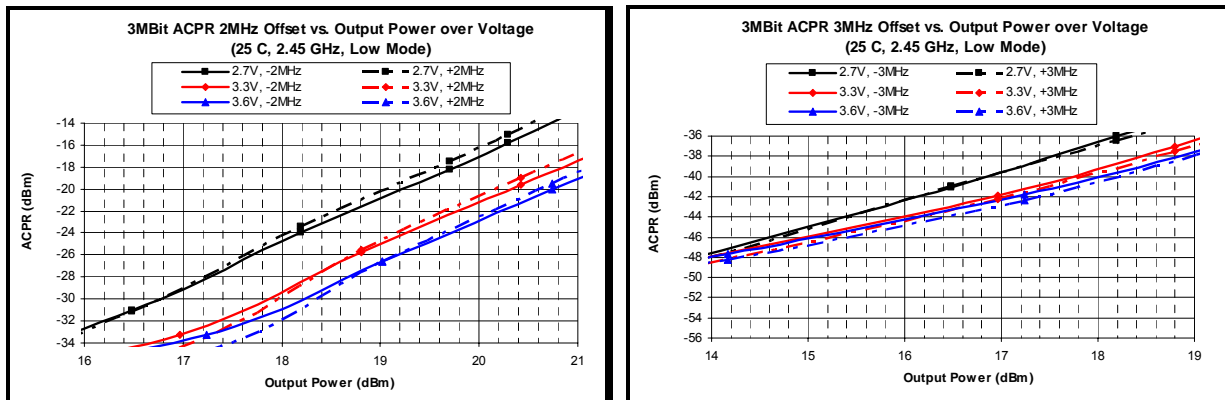 3MBit ACPR 2MHz Offset vs. Output Power over Voltage
(25 C, 2.45 GHz, Low Mode)
2.7V, -2MHz
2.7V, +2MHz
3.3V, -2MHz
3.3V, +2MHz
3.6V, -2MHz
3.6V, +2MHz
-14
-16
-18
-20
-22
-24
-26
-28
-30
-32
-34
ACPR (dBm)
16
17
18
19
20
21
Output Power (dBm)
3MBit ACPR 3MHz Offset vs. Output Power over Voltage
(25 C, 2.45 GHz, Low Mode)
2.7V, -3MHz
2.7V, +3MHz
3.3V, -3MHz
3.3V, +3MHz
3.6V, -3MHz
3.6V, +3MHz
-36
-38
-40
-42
-44
-46
-48
-50
-52
-54
-56
ACPR (dBm)
14
15
16
17
18
19
Output Power (dBm)